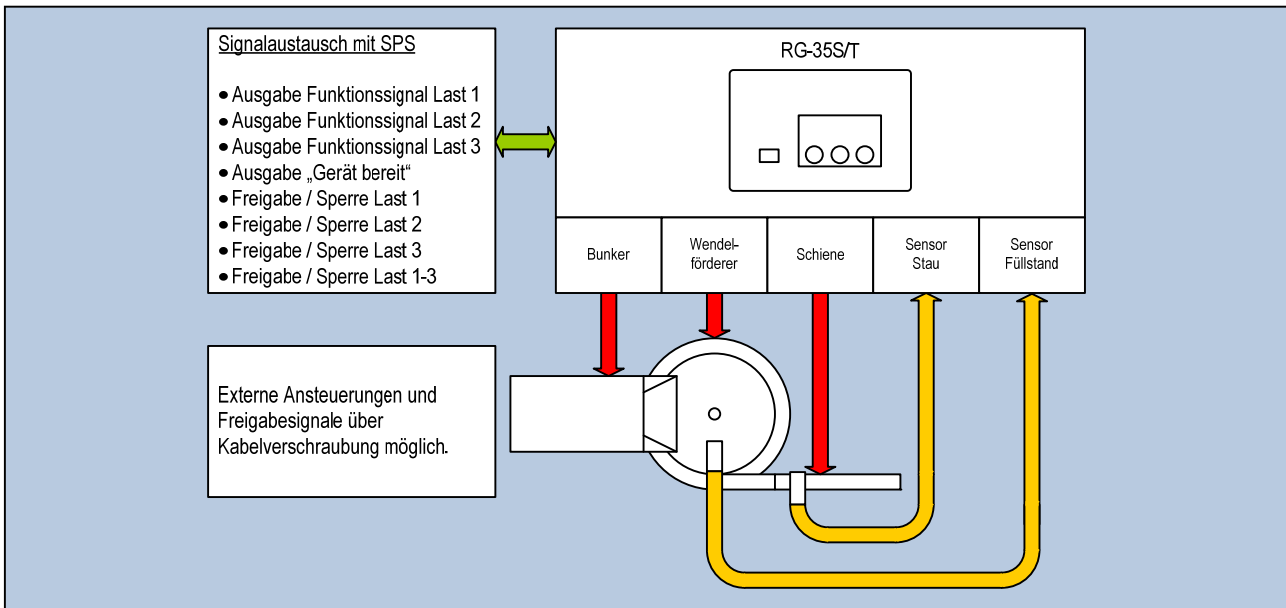 Signalaustausch mit SPS
• Ausgabe Funktionssignal Last 1
• Ausgabe Funktionssignal Last 2
• Ausgabe Funktionssignal Last 3
• Ausgabe „Gerät bereit“
• Freigabe / Sperre Last 1
• Freigabe / Sperre Last 2
• Freigabe / Sperre Last 3
• Freigabe / Sperre Last 1-3
RG-35S/T
Bunker
Wendel-
förderer
Schiene
Sensor
Stau
Sensor
Füllstand
Externe Ansteuerungen und
Freigabesignale über
Kabelverschraubung möglich.